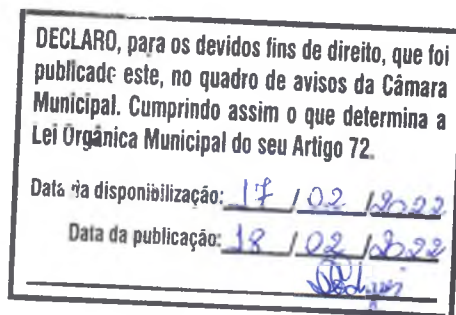 DECLARO, para os devidos fins de direito, que foi
publicado este, no quadro de avisos da Câmara
Municipal. Cumprindo assim o que determina a
Lei Orgânica Municipal do seu Artigo 72.
Data da disponibilização: 17 / 02 / 2022
Data da publicação: 18 / 02 / 2022